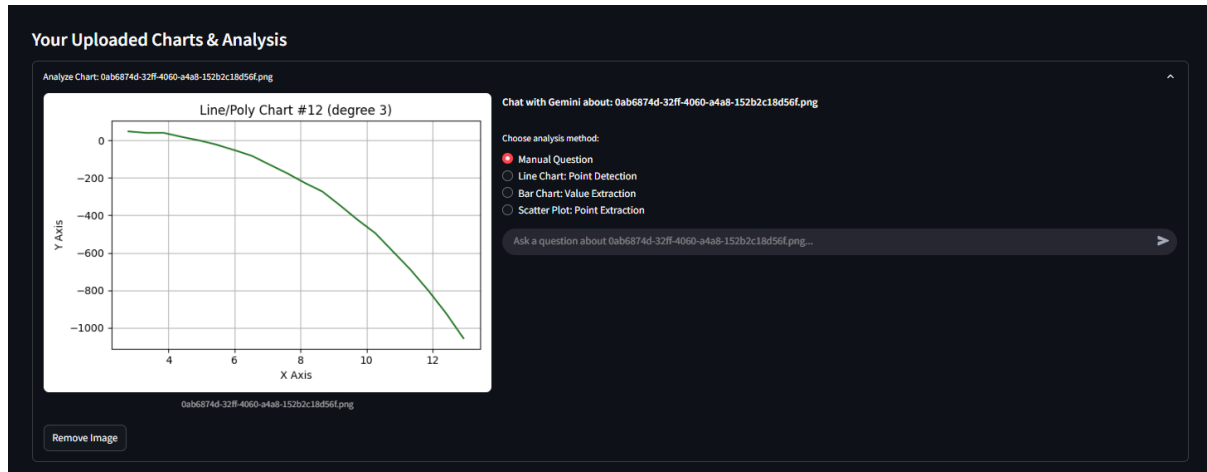 Your Uploaded Charts & Analysis
Analyze Chart: 0ab6874d-32ff-4060-a4a8-152b2c18d56f.png
Line/Poly Chart #12 (degree 3)
0
−200
−400
−600
−800
−1000
Y Axis
4 6 8 10 12
X Axis
0ab6874d-32ff-4060-a4a8-152b2c18d56f.png
Remove Image
Chat with Gemini about: 0ab6874d-32ff-4060-a4a8-152b2c18d56f.png
Choose analysis method:
Manual Question
Line Chart: Point Detection
Bar Chart: Value Extraction
Scatter Plot: Point Extraction
Ask a question about 0ab6874d-32ff-4060-a4a8-152b2c18d56f.png...